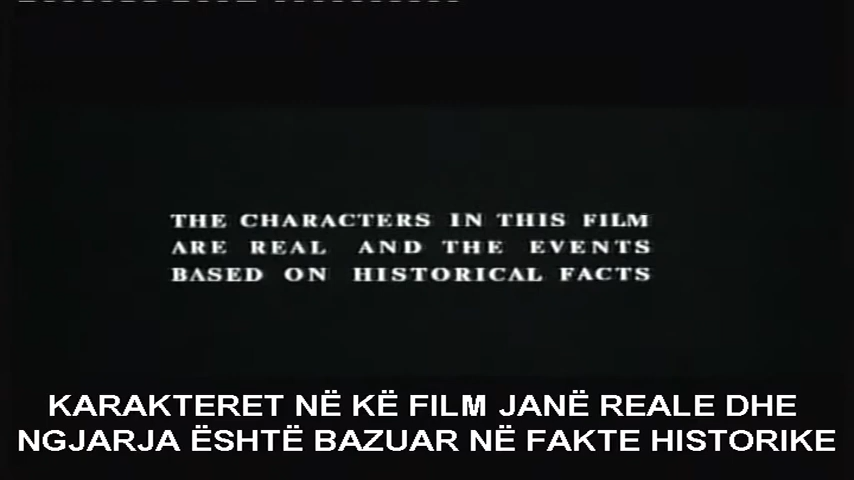 THE CHARACTERS IN THIS FILM
ARE REAL AND THE EVENTS
BASED ON HISTORICAL FACTS
KARAKTERET NË KË FILM JANË REALE DHE
NGJARJA ËSHTË BAZUAR NË FAKTE HISTORIKE